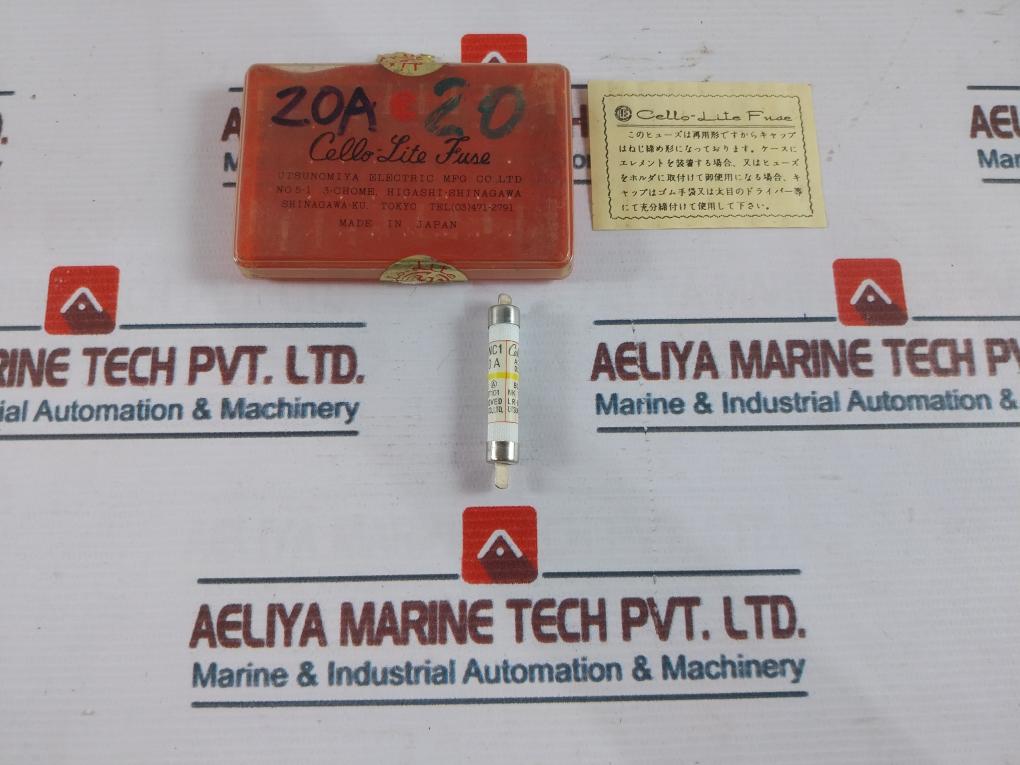 20A 20
Cello-Lite Fuse
UTSUNOMIYA ELECTRIC MFG CO.,LTD
NO 5-1 3-CHOME, HIGASHI-SHINAGAWA
SHINAGAWA-KU. TOKYO TEL(03)471-2791
MADE IN JAPAN
Cello-Lite Fuse
このヒューズは再用形ですからキャップ
はねじ締め形になっております。ケースに
エレメントを装着する場合、又はヒューズ
をホルダに取付けて御使用になる場合、キ
ャップはゴム手袋又は太目のドライバー等
にて充分締付けて使用して下さい。
NC1
A
RINE TECH PVT. LTD.
ial Automation & Machinery
AELIYA MARINE TECH PV
Marine & Industrial Automation &
AELIYA MARINE TECH PVT. LTD.
Marine & Industrial Automation & Machinery